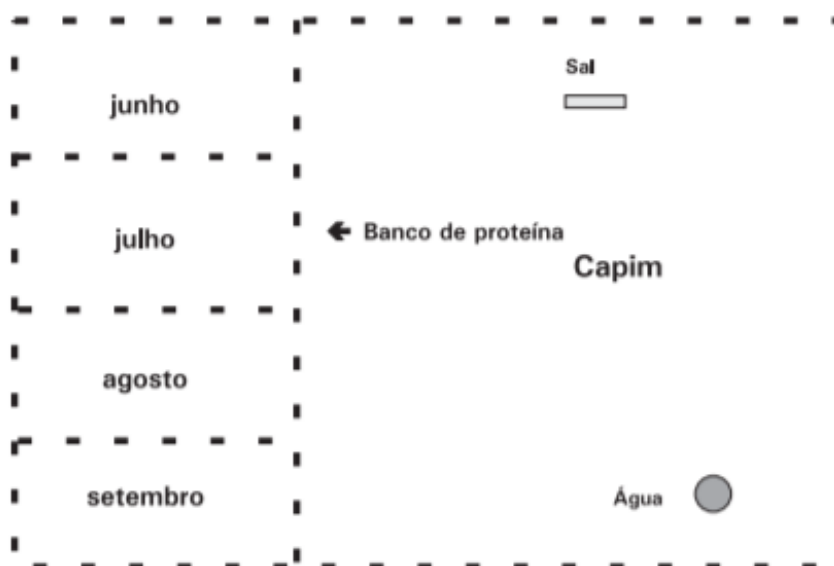 Sal
junho
julho
Banco de proteína
Capim
agosto
setembro
Água